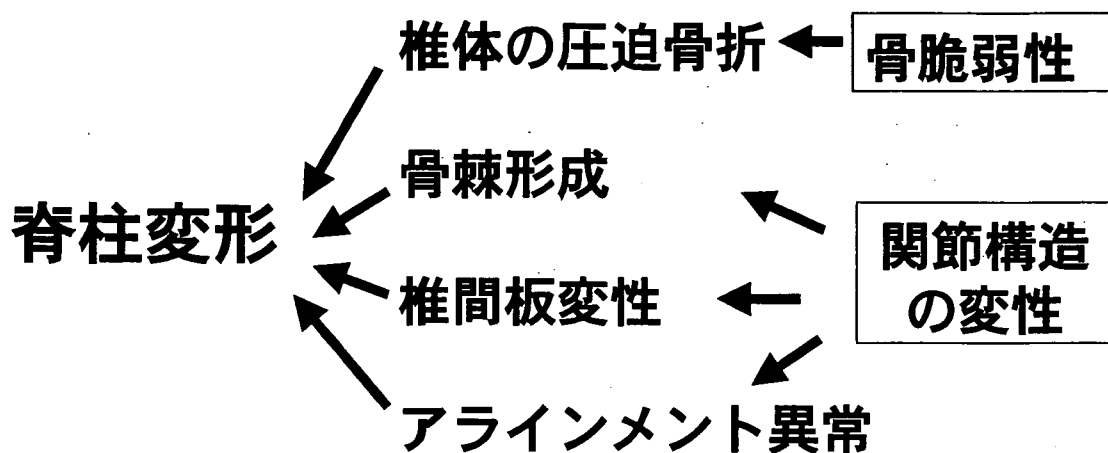 椎体の圧迫骨折
骨脆弱性
骨棘形成
脊柱変形
関節構造
の変性
椎間板変性
アラインメント異常